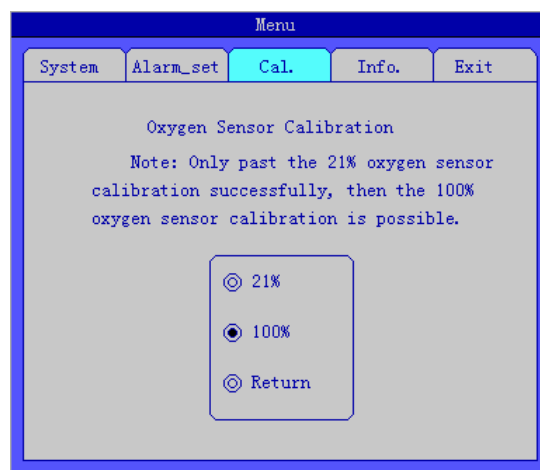 Menu
System Alarm_set Cal. Info. Exit
Oxygen Sensor Calibration
Note: Only past the 21% oxygen sensor
calibration successfully, then the 100%
oxygen sensor calibration is possible.
21%
100%
Return